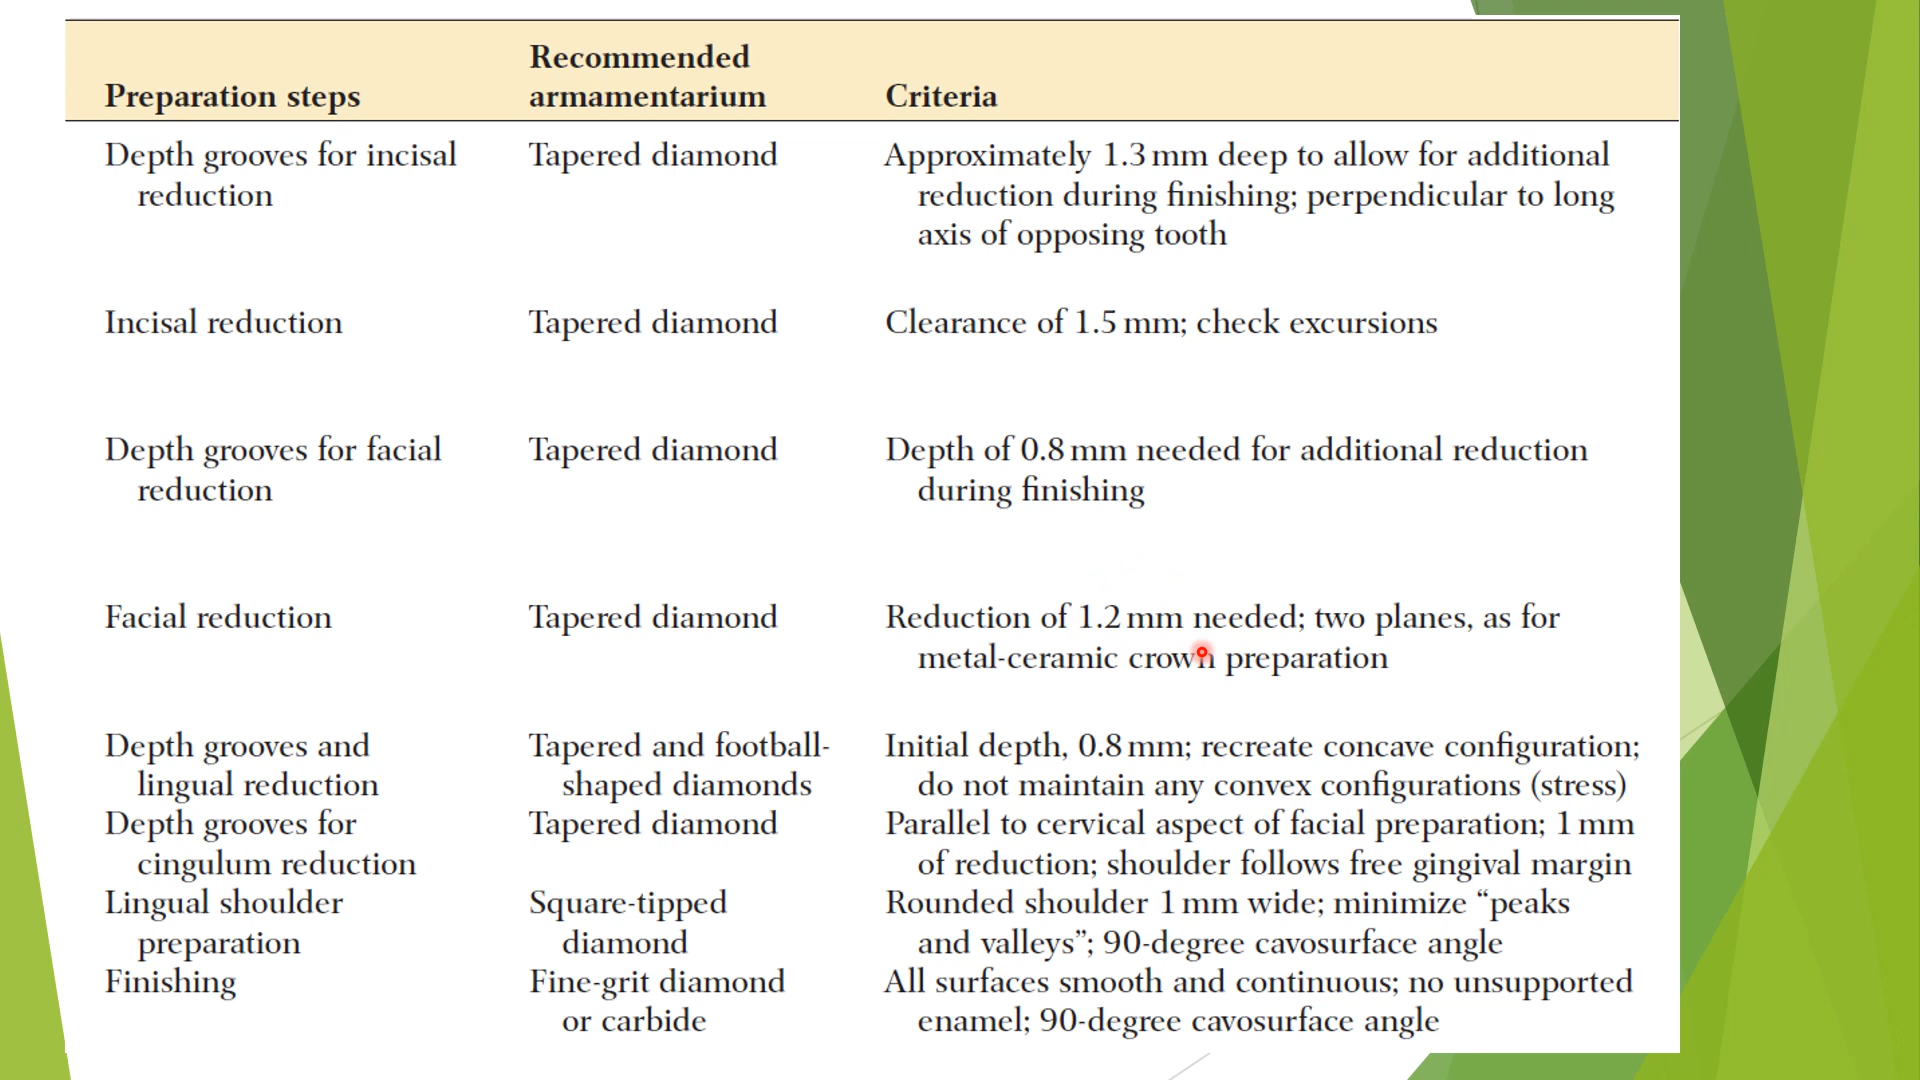 Preparation steps
Recommended
armamentarium
Criteria
Depth grooves for incisal
reduction
Tapered diamond
Approximately 1.3 mm deep to allow for additional
reduction during finishing; perpendicular to long
axis of opposing tooth
Incisal reduction
Tapered diamond
Clearance of 1.5 mm; check excursions
Depth grooves for facial
reduction
Tapered diamond
Depth of 0.8 mm needed for additional reduction
during finishing
Facial reduction
Tapered diamond
Reduction of 1.2 mm needed; two planes, as for
metal-ceramic crown preparation
Depth grooves and
lingual reduction
Tapered and football-
shaped diamonds
Initial depth, 0.8 mm; recreate concave configuration;
do not maintain any convex configurations (stress)
Depth grooves for
cingulum reduction
Tapered diamond
Parallel to cervical aspect of facial preparation; 1 mm
of reduction; shoulder follows free gingival margin
Lingual shoulder
preparation
Square-tipped
diamond
Rounded shoulder 1 mm wide; minimize “peaks
and valleys”; 90-degree cavosurface angle
Finishing
Fine-grit diamond
or carbide
All surfaces smooth and continuous; no unsupported
enamel; 90-degree cavosurface angle